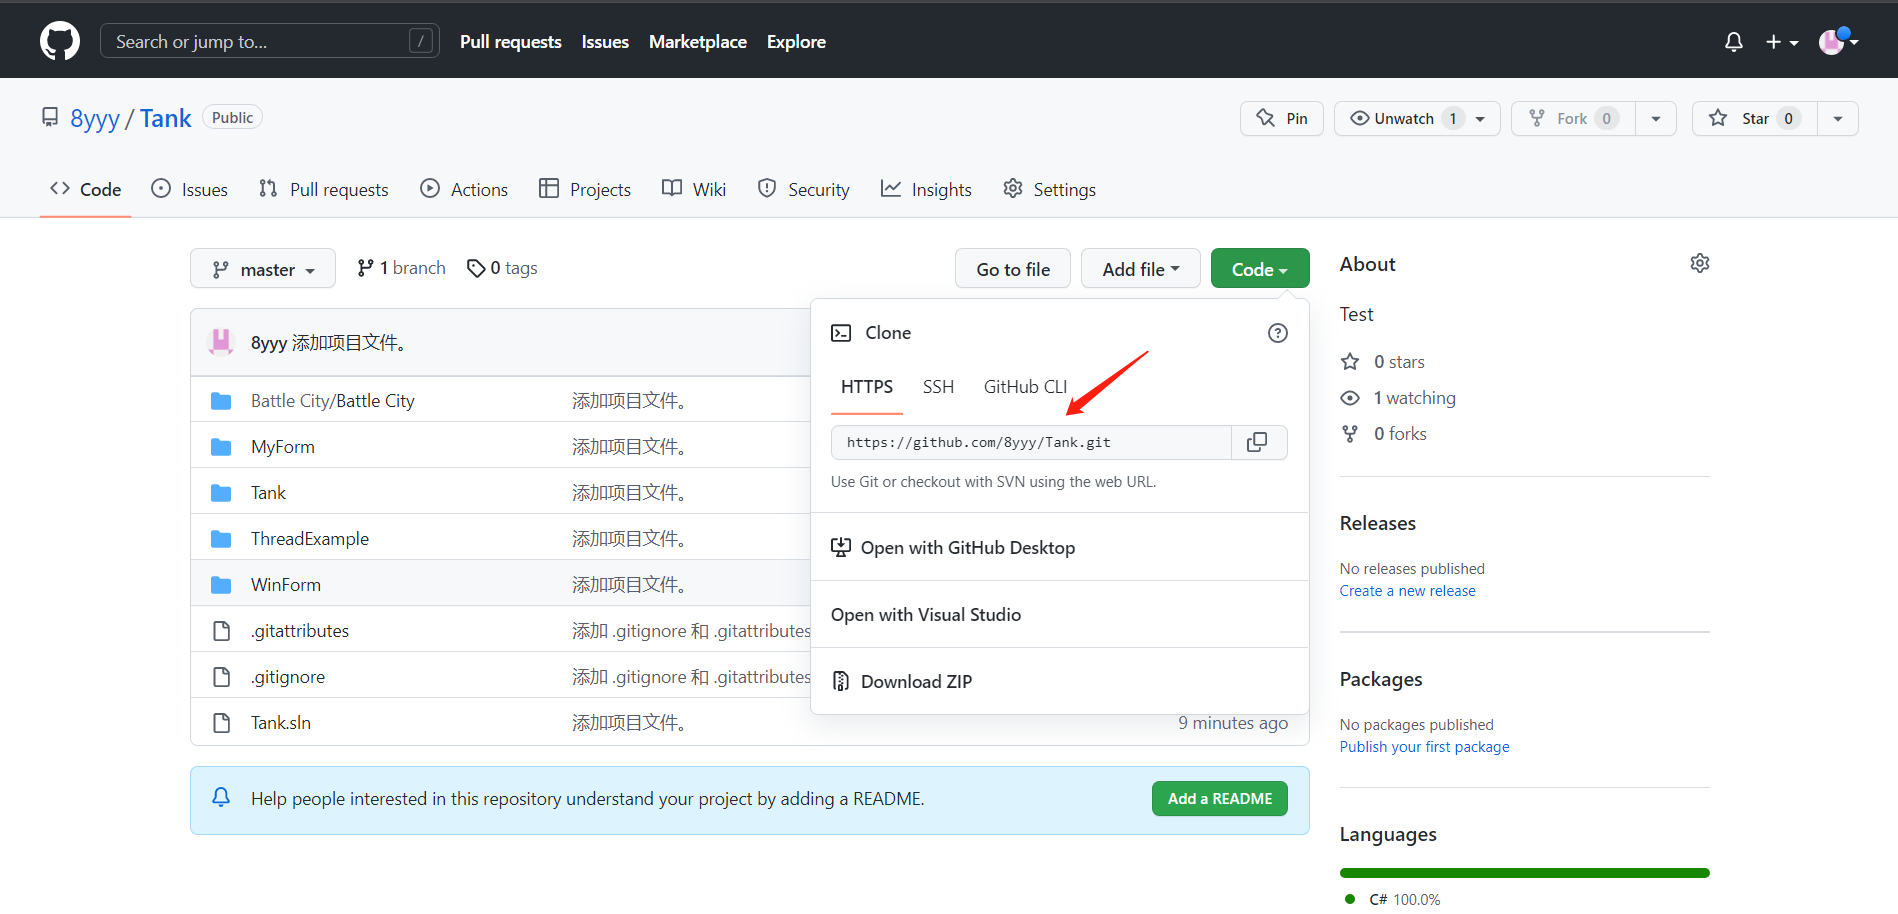 Search or jump to... /
Pull requests Issues Marketplace Explore
8yyy / Tank Public
Pin Unwatch 1 Fork 0 Star 0
Code Issues Pull requests Actions Projects Wiki Security Insights Settings
master 1 branch 0 tags Go to file Add file Code
8yyy 添加项目文件。
Battle City/Battle City 添加项目文件。
MyForm 添加项目文件。
Tank 添加项目文件。
ThreadExample 添加项目文件。
WinForm 添加项目文件。
.gitattributes 添加 .gitignore 和 .gitattributes
.gitignore 添加 .gitignore 和 .gitattributes
Tank.sln 添加项目文件。 9 minutes ago
Clone
HTTPS SSH GitHub CLI
https://github.com/8yyy/Tank.git
Use Git or checkout with SVN using the web URL.
Open with GitHub Desktop
Open with Visual Studio
Download ZIP
Help people interested in this repository understand your project by adding a README. Add a README
About
Test
0 stars
1 watching
0 forks
Releases
No releases published
Create a new release
Packages
No packages published
Publish your first package
Languages
C# 100.0%